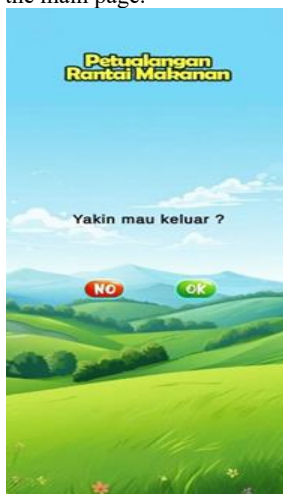 the main page.
Petualangan
Rantai Makanan
Yakin mau keluar ?
NO
OK